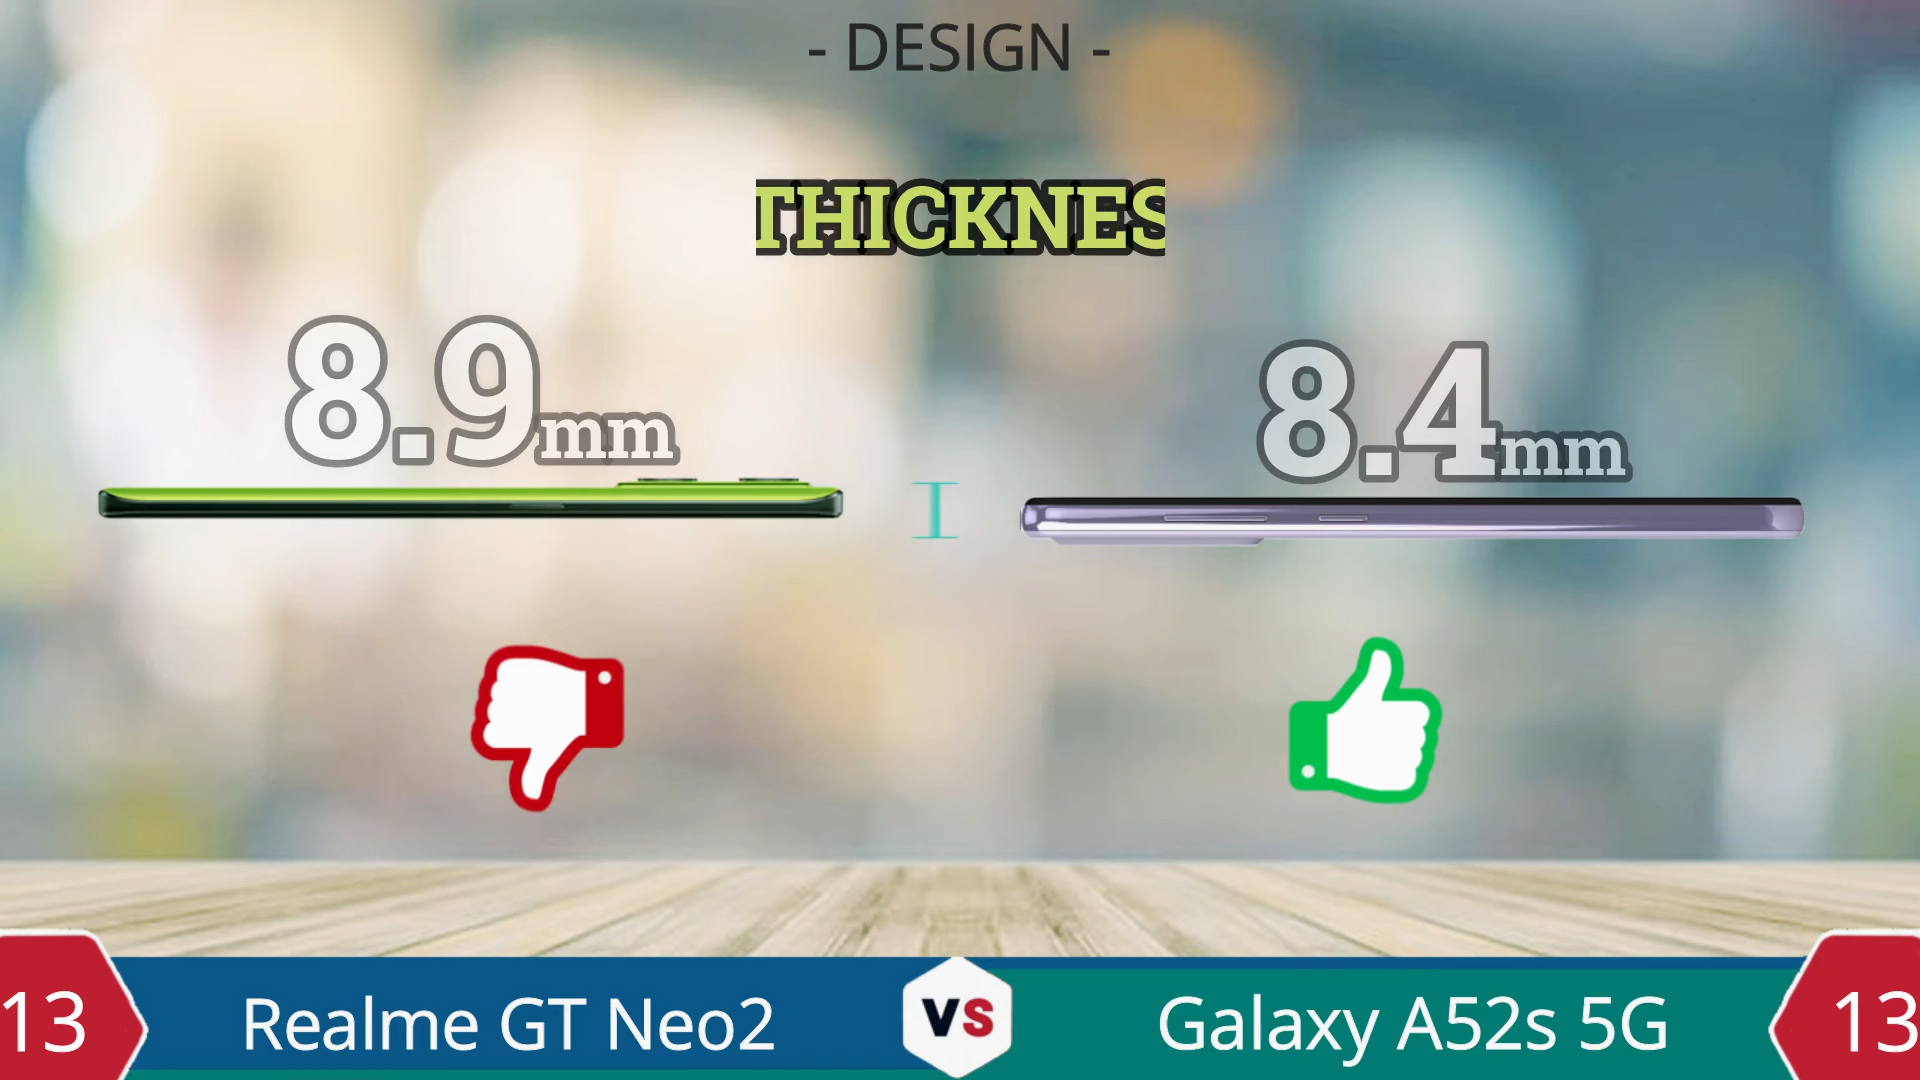 - DESIGN -
THICKNES
8.9mm
8.4mm
13
Realme GT Neo2
VS
Galaxy A52s 5G
13